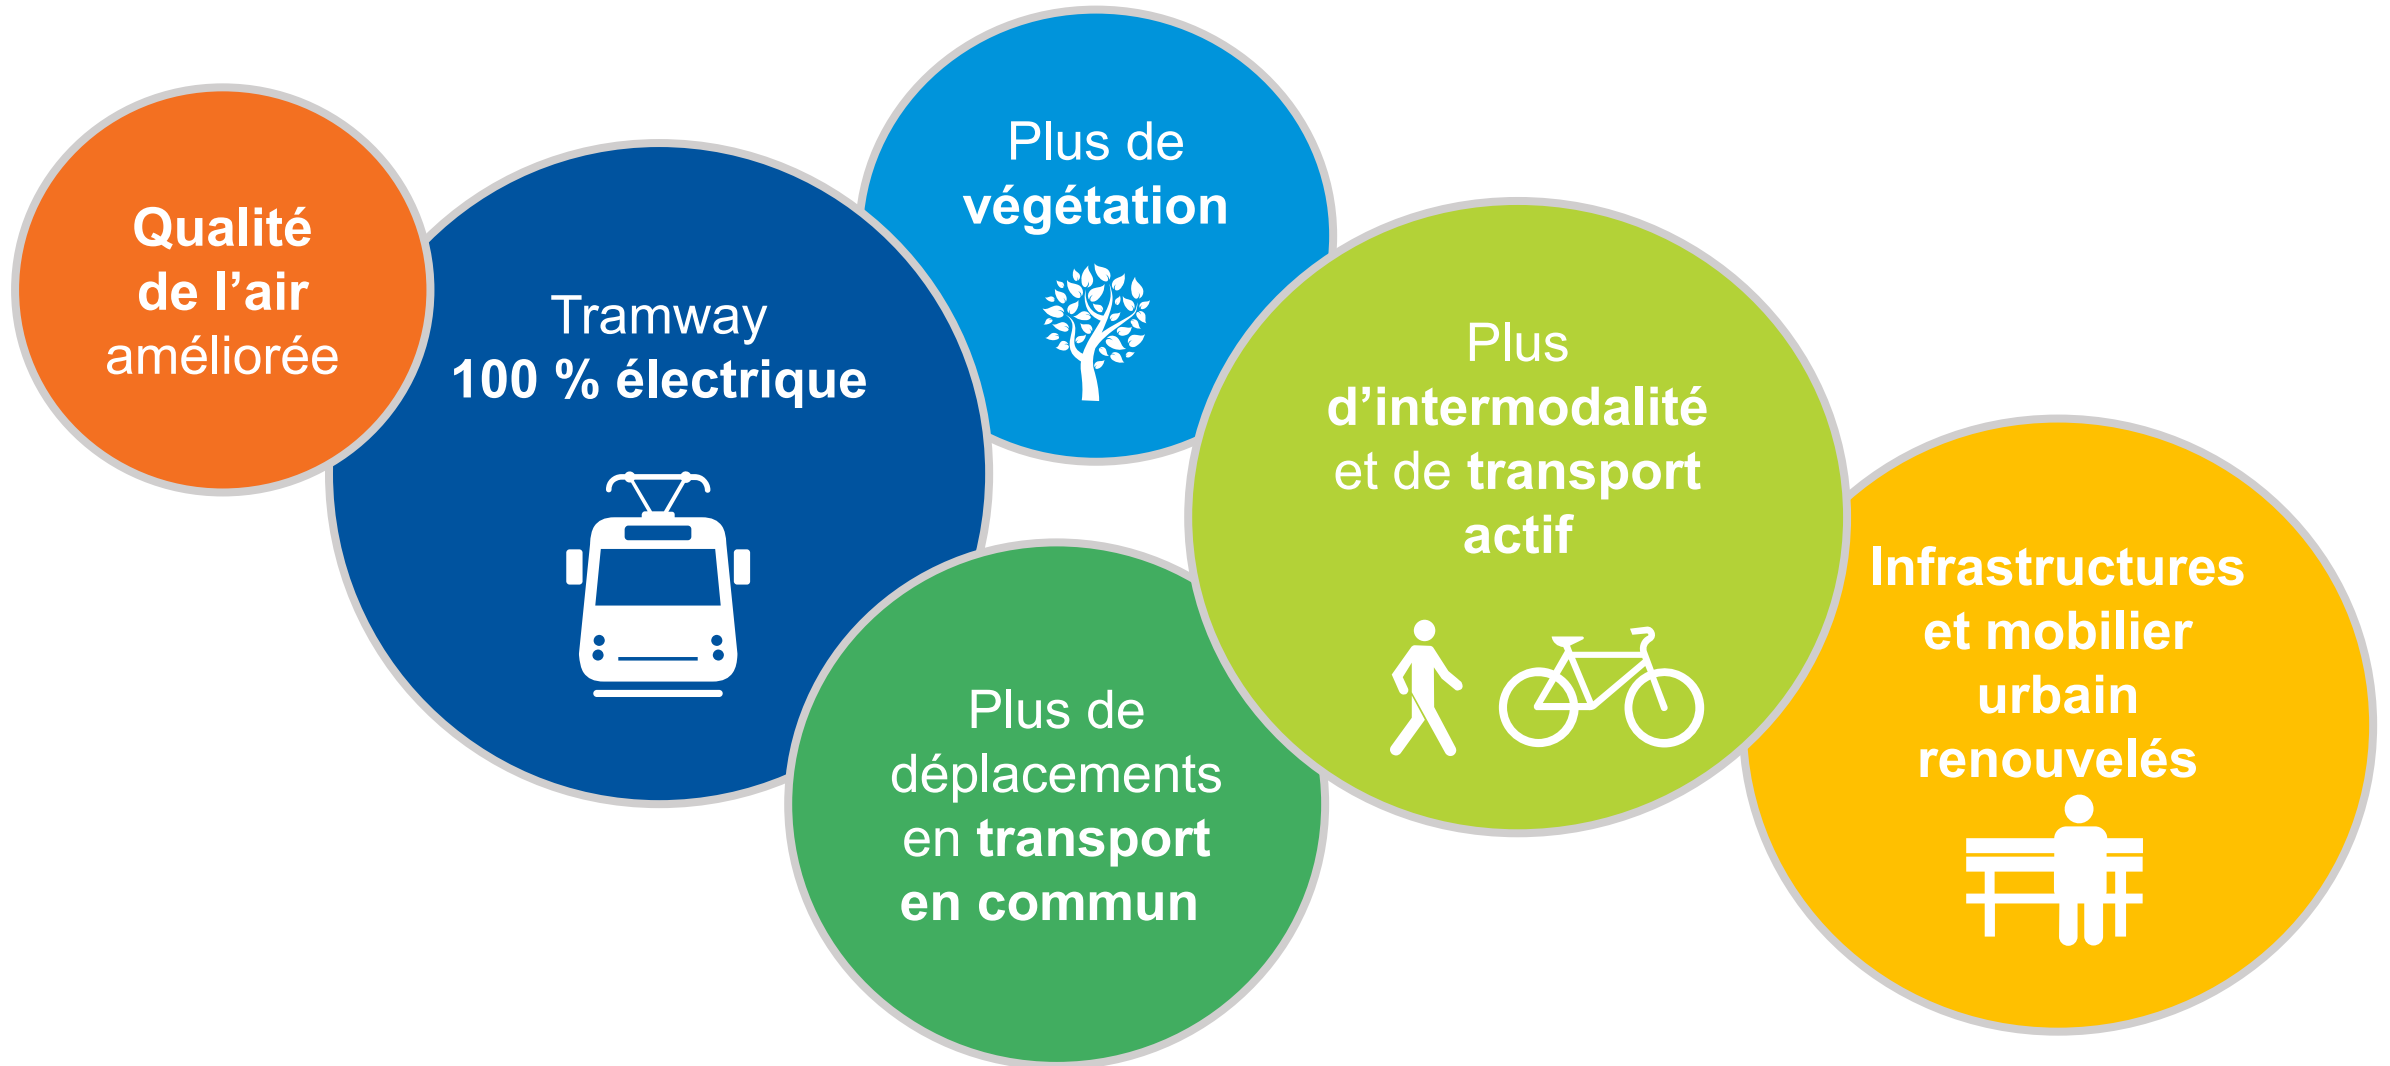 Qualité
de l’air
améliorée
Tramway
100 % électrique
Plus de
végétation
Plus de
déplacements
en transport
en commun
Plus
d’intermodalité
et de transport
actif
Infrastructures
et mobilier
urbain
renouvelés